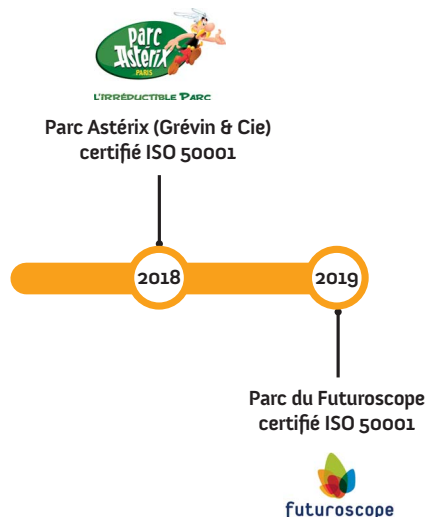 parc
Astérix
PARIS
L'IRRÉDUCTIBLE PARC
Parc Astérix (Grévin & Cie)
certifié ISO 50001
2018
2019
Parc du Futuroscope
certifié ISO 50001
futuroscope